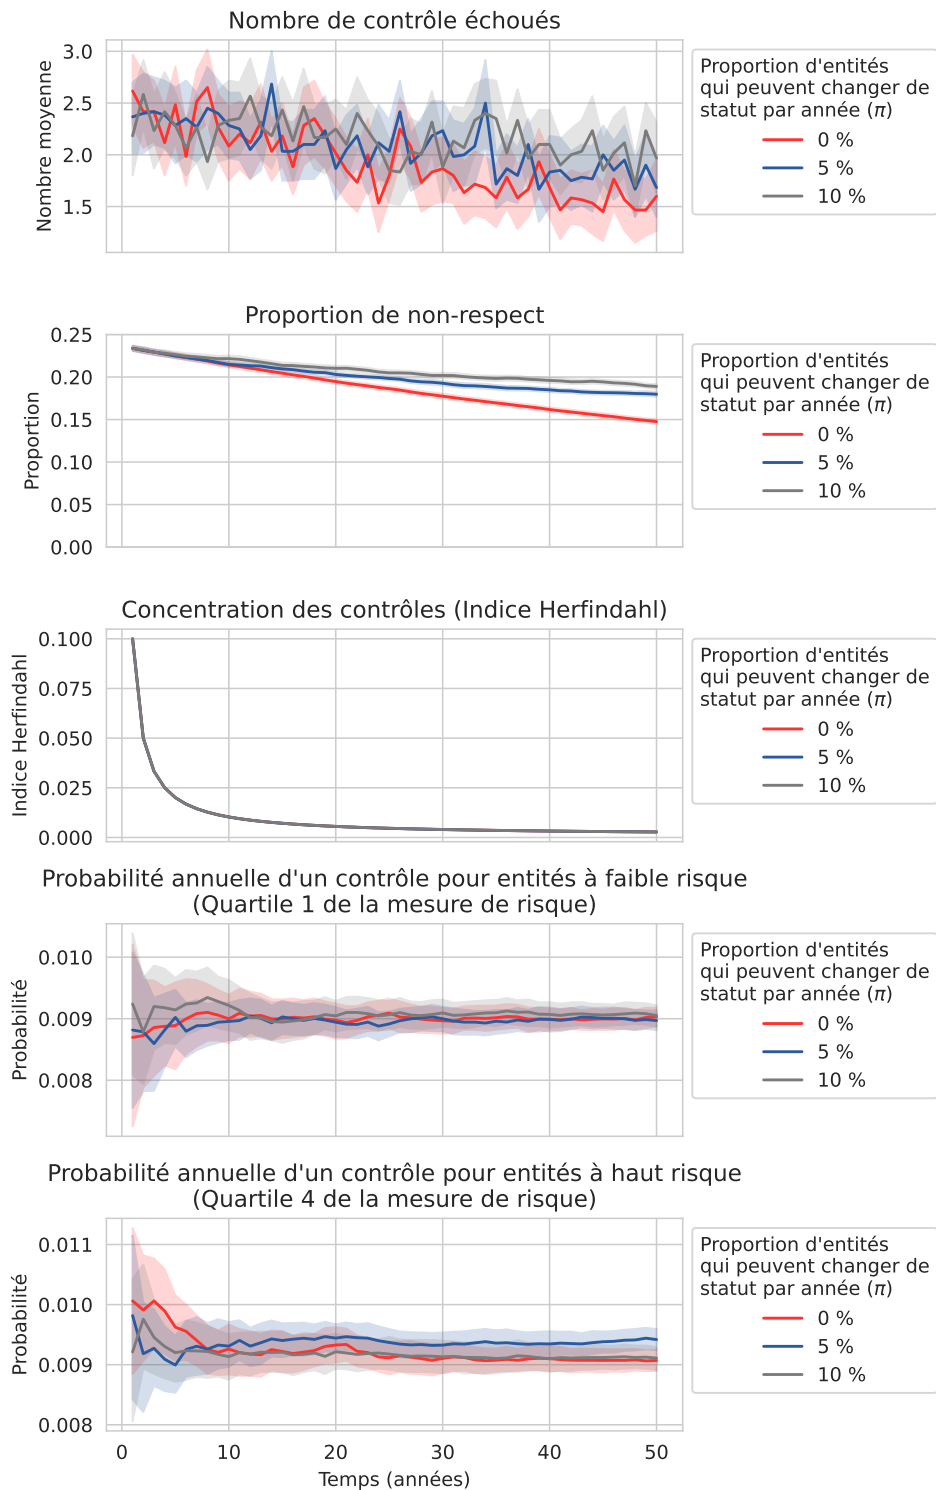 Nombre de contrôle échoués
3.0
2.5
2.0
1.5
Nombre moyenne
Proportion d'entités
qui peuvent changer de
statut par année (π)
0 %
5 %
10 %
Proportion de non-respect
0.25
0.20
0.15
0.10
0.05
0.00
Proportion
Proportion d'entités
qui peuvent changer de
statut par année (π)
0 %
5 %
10 %
Concentration des contrôles (Indice Herfindahl)
0.100
0.075
0.050
0.025
0.000
Indice Herfindahl
Proportion d'entités
qui peuvent changer de
statut par année (π)
0 %
5 %
10 %
Probabilité annuelle d'un contrôle pour entités à faible risque
(Quartile 1 de la mesure de risque)
0.010
0.009
0.008
Probabilité
Proportion d'entités
qui peuvent changer de
statut par année (π)
0 %
5 %
10 %
Probabilité annuelle d'un contrôle pour entités à haut risque
(Quartile 4 de la mesure de risque)
0.011
0.010
0.009
0.008
Probabilité
Proportion d'entités
qui peuvent changer de
statut par année (π)
0 %
5 %
10 %
0 10 20 30 40 50
Temps (années)